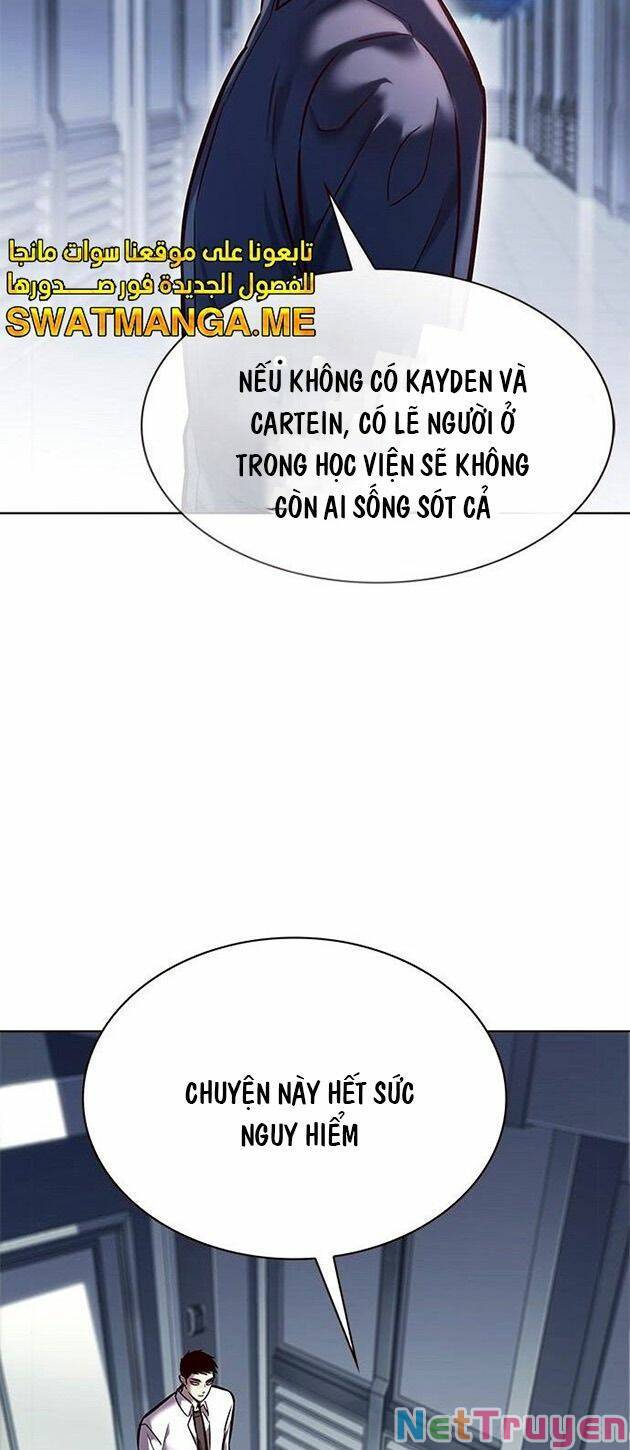 تابعونا على موقعنا سوات مانجا
للفصول الجديدة فور صدورها
SWATMANGA.ME
NẾU KHÔNG CÓ KAYDEN VÀ
CARTEIN, CÓ LẼ NGƯỜI Ở
TRONG HỌC VIỆN SẼ KHÔNG
CÒN AI SỐNG SÓT CẢ
CHUYỆN NÀY HẾT SỨC
NGUY HIỂM
NetTruyen